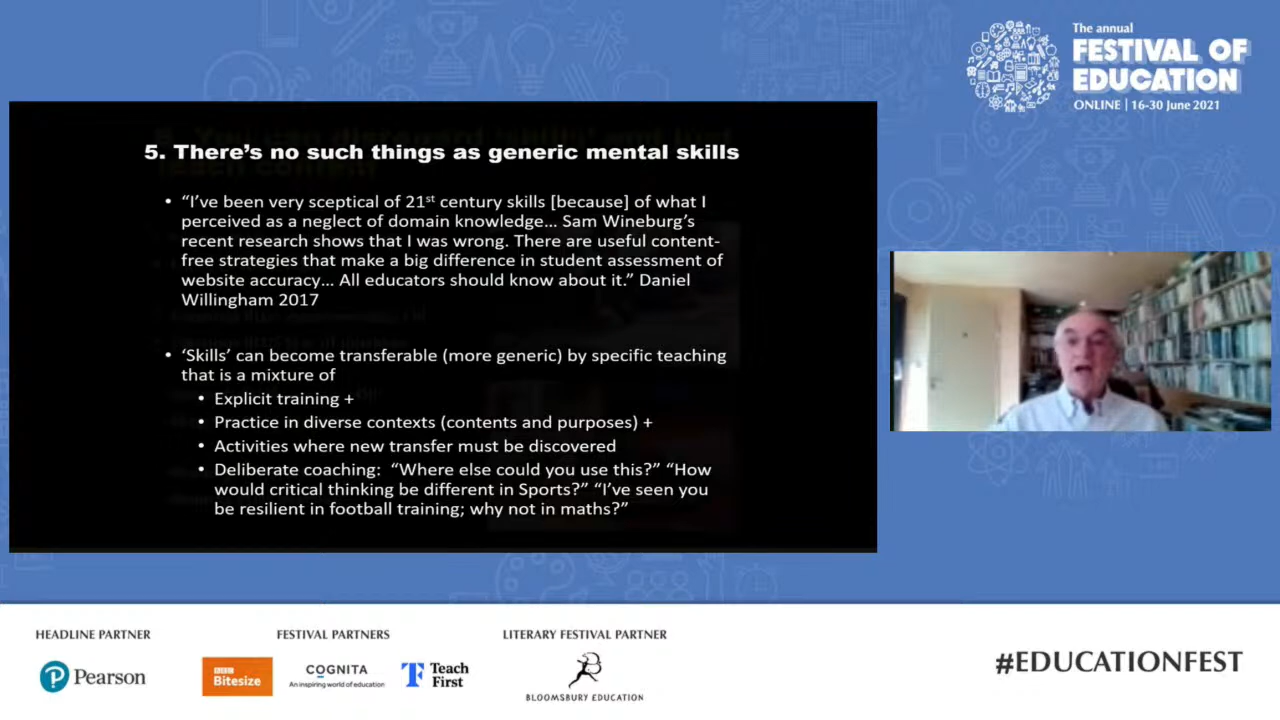 The annual
FESTIVAL OF
EDUCATION
ONLINE | 16-30 June 2021
5. There's no such things as generic mental skills
• “I've been very sceptical of 21st century skills [because] of what I
perceived as a neglect of domain knowledge… Sam Wineburg's
recent research shows that I was wrong. There are useful content-
free strategies that make a big difference in student assessment of
website accuracy… All educators should know about it.” Daniel
Willingham 2017
• ‘Skills’ can become transferable (more generic) by specific teaching
that is a mixture of
• Explicit training +
• Practice in diverse contexts (contents and purposes) +
• Activities where new transfer must be discovered
• Deliberate coaching: “Where else could you use this?” “How
would critical thinking be different in Sports?” “I've seen you
be resilient in football training; why not in maths?”
HEADLINE PARTNER
FESTIVAL PARTNERS
LITERARY FESTIVAL PARTNER
Pearson
BBC
Bitesize
COGNITA
An inspiring world of education
Teach
First
BLOOMSBURY EDUCATION
#EDUCATIONFEST